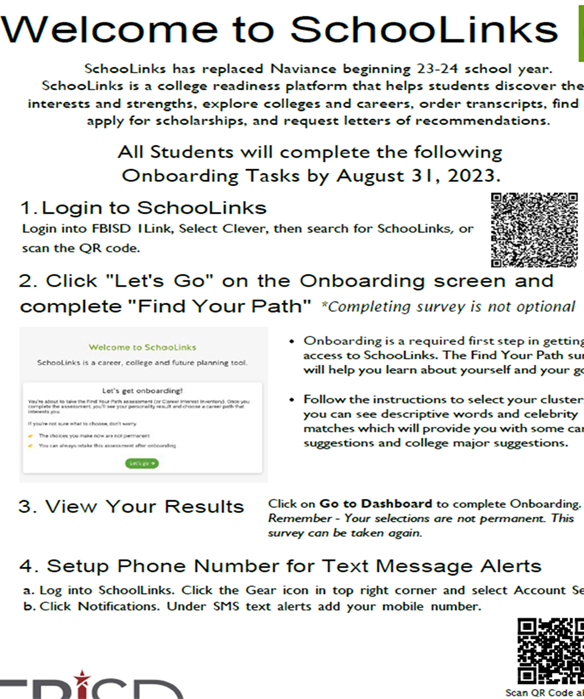 Welcome to SchooLinks
SchooLinks has replaced Naviance beginning 23-24 school year.
SchooLinks is a college readiness platform that helps students discover the
interests and strengths, explore colleges and careers, order transcripts, find
apply for scholarships, and request letters of recommendations.
All Students will complete the following
Onboarding Tasks by August 31, 2023.
1. Login to SchooLinks
Login into FBISD 1Link, Select Clever, then search for SchooLinks, or
scan the QR code.
2. Click "Let's Go" on the Onboarding screen and
complete "Find Your Path" *Completing survey is not optional
Welcome to SchooLinks
SchooLinks is a career, college and future planning tool.
Let's get onboarding!
You're about to take the Find Your Path assessment (or Career Interest Inventory). Once you
complete the assessment, you'll see your personality result and choose a career path that
interests you.
If you're not sure what to choose, don't worry.
The choices you make now are not permanent
You can always retake this assessment after onboarding
Let's go
• Onboarding is a required first step in getting
access to SchooLinks. The Find Your Path su
will help you learn about yourself and your go
• Follow the instructions to select your cluster
you can see descriptive words and celebrity
matches which will provide you with some car
suggestions and college major suggestions.
3. View Your Results
Click on Go to Dashboard to complete Onboarding.
Remember - Your selections are not permanent. This
survey can be taken again.
4. Setup Phone Number for Text Message Alerts
a. Log into SchoolLinks. Click the Gear icon in top right corner and select Account Se
b. Click Notifications. Under SMS text alerts add your mobile number.
FBISD
Scan QR Code a